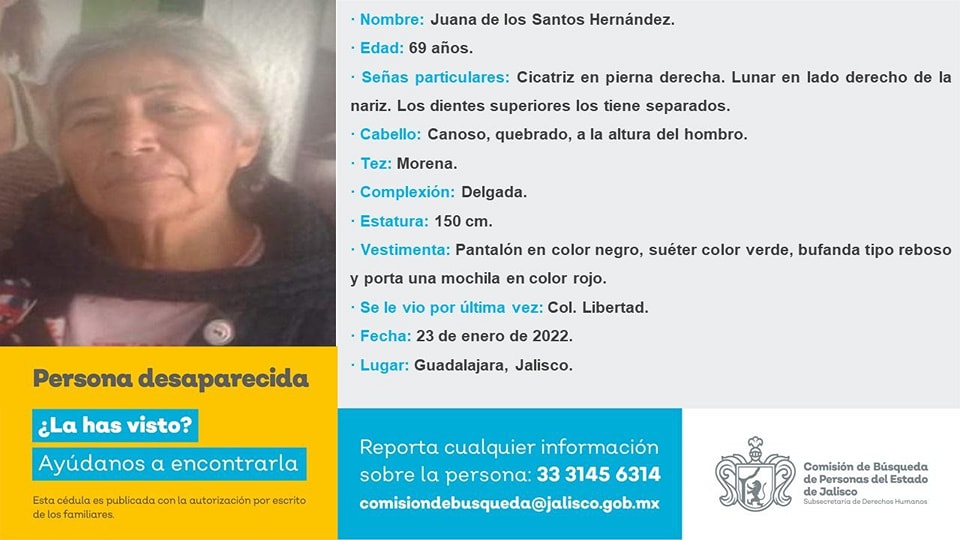 · Nombre: Juana de los Santos Hernández.
· Edad: 69 años.
· Señas particulares: Cicatriz en pierna derecha. Lunar en lado derecho de la
nariz. Los dientes superiores los tiene separados.
· Cabello: Canoso, quebrado, a la altura del hombro.
· Tez: Morena.
· Complexión: Delgada.
· Estatura: 150 cm.
· Vestimenta: Pantalón en color negro, suéter color verde, bufanda tipo reboso
y porta una mochila en color rojo.
· Se le vio por última vez: Col. Libertad.
· Fecha: 23 de enero de 2022.
· Lugar: Guadalajara, Jalisco.
Persona desaparecida
¿La has visto?
Ayúdanos a encontrarla
Esta cédula es publicada con la autorización por escrito
de los familiares.
Reporta cualquier información
sobre la persona: 33 3145 6314
comisiondebusqueda@jalisco.gob.mx
Comisión de Búsqueda
de Personas del Estado
de Jalisco
Subsecretaría de Derechos Humanos